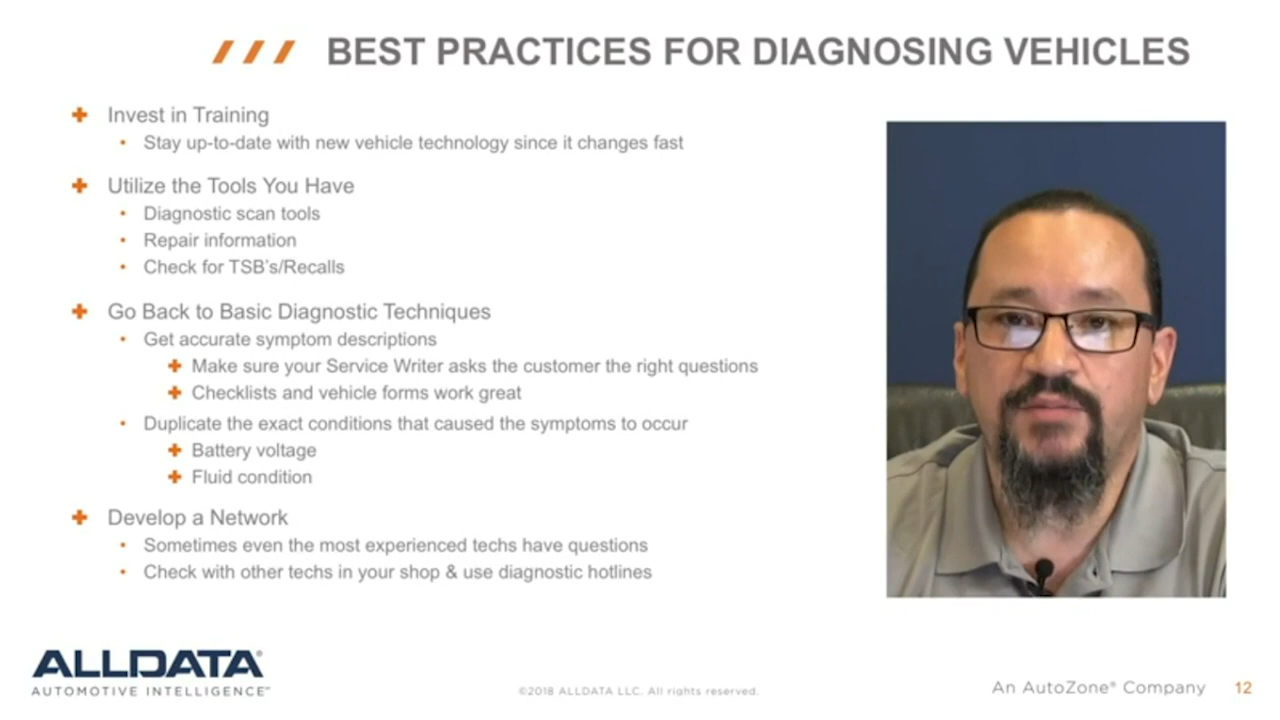 BEST PRACTICES FOR DIAGNOSING VEHICLES
Invest in Training
Stay up-to-date with new vehicle technology since it changes fast
Utilize the Tools You Have
Diagnostic scan tools
Repair information
Check for TSB's/Recalls
Go Back to Basic Diagnostic Techniques
Get accurate symptom descriptions
Make sure your Service Writer asks the customer the right questions
Checklists and vehicle forms work great
Duplicate the exact conditions that caused the symptoms to occur
Battery voltage
Fluid condition
Develop a Network
Sometimes even the most experienced techs have questions
Check with other techs in your shop & use diagnostic hotlines
ALLDATA®
AUTOMOTIVE INTELLIGENCE™
©2018 ALLDATA LLC. All rights reserved.
An AutoZone® Company 12